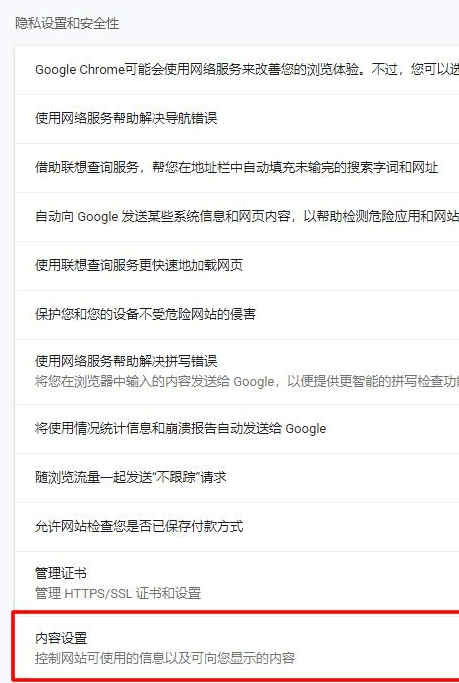 隐私设置和安全性
Google Chrome可能会使用网络服务来改善您的浏览体验。不过，您可以选
使用网络服务帮助解决导航错误
借助联想查询服务，帮您在地址栏中自动填充未输完的搜索字词和网址
自动向 Google 发送某些系统信息和网页内容，以帮助检测危险应用和网站
使用联想查询服务更快速地加载网页
保护您和您的设备不受危险网站的侵害
使用网络服务帮助解决拼写错误
将您在浏览器中输入的内容发送给 Google，以便提供更智能的拼写检查功能
将使用情况统计信息和崩溃报告自动发送给 Google
随浏览流量一起发送“不跟踪”请求
允许网站检查您是否已保存付款方式
管理证书
管理 HTTPS/SSL 证书和设置
内容设置
控制网站可使用的信息以及可向您显示的内容